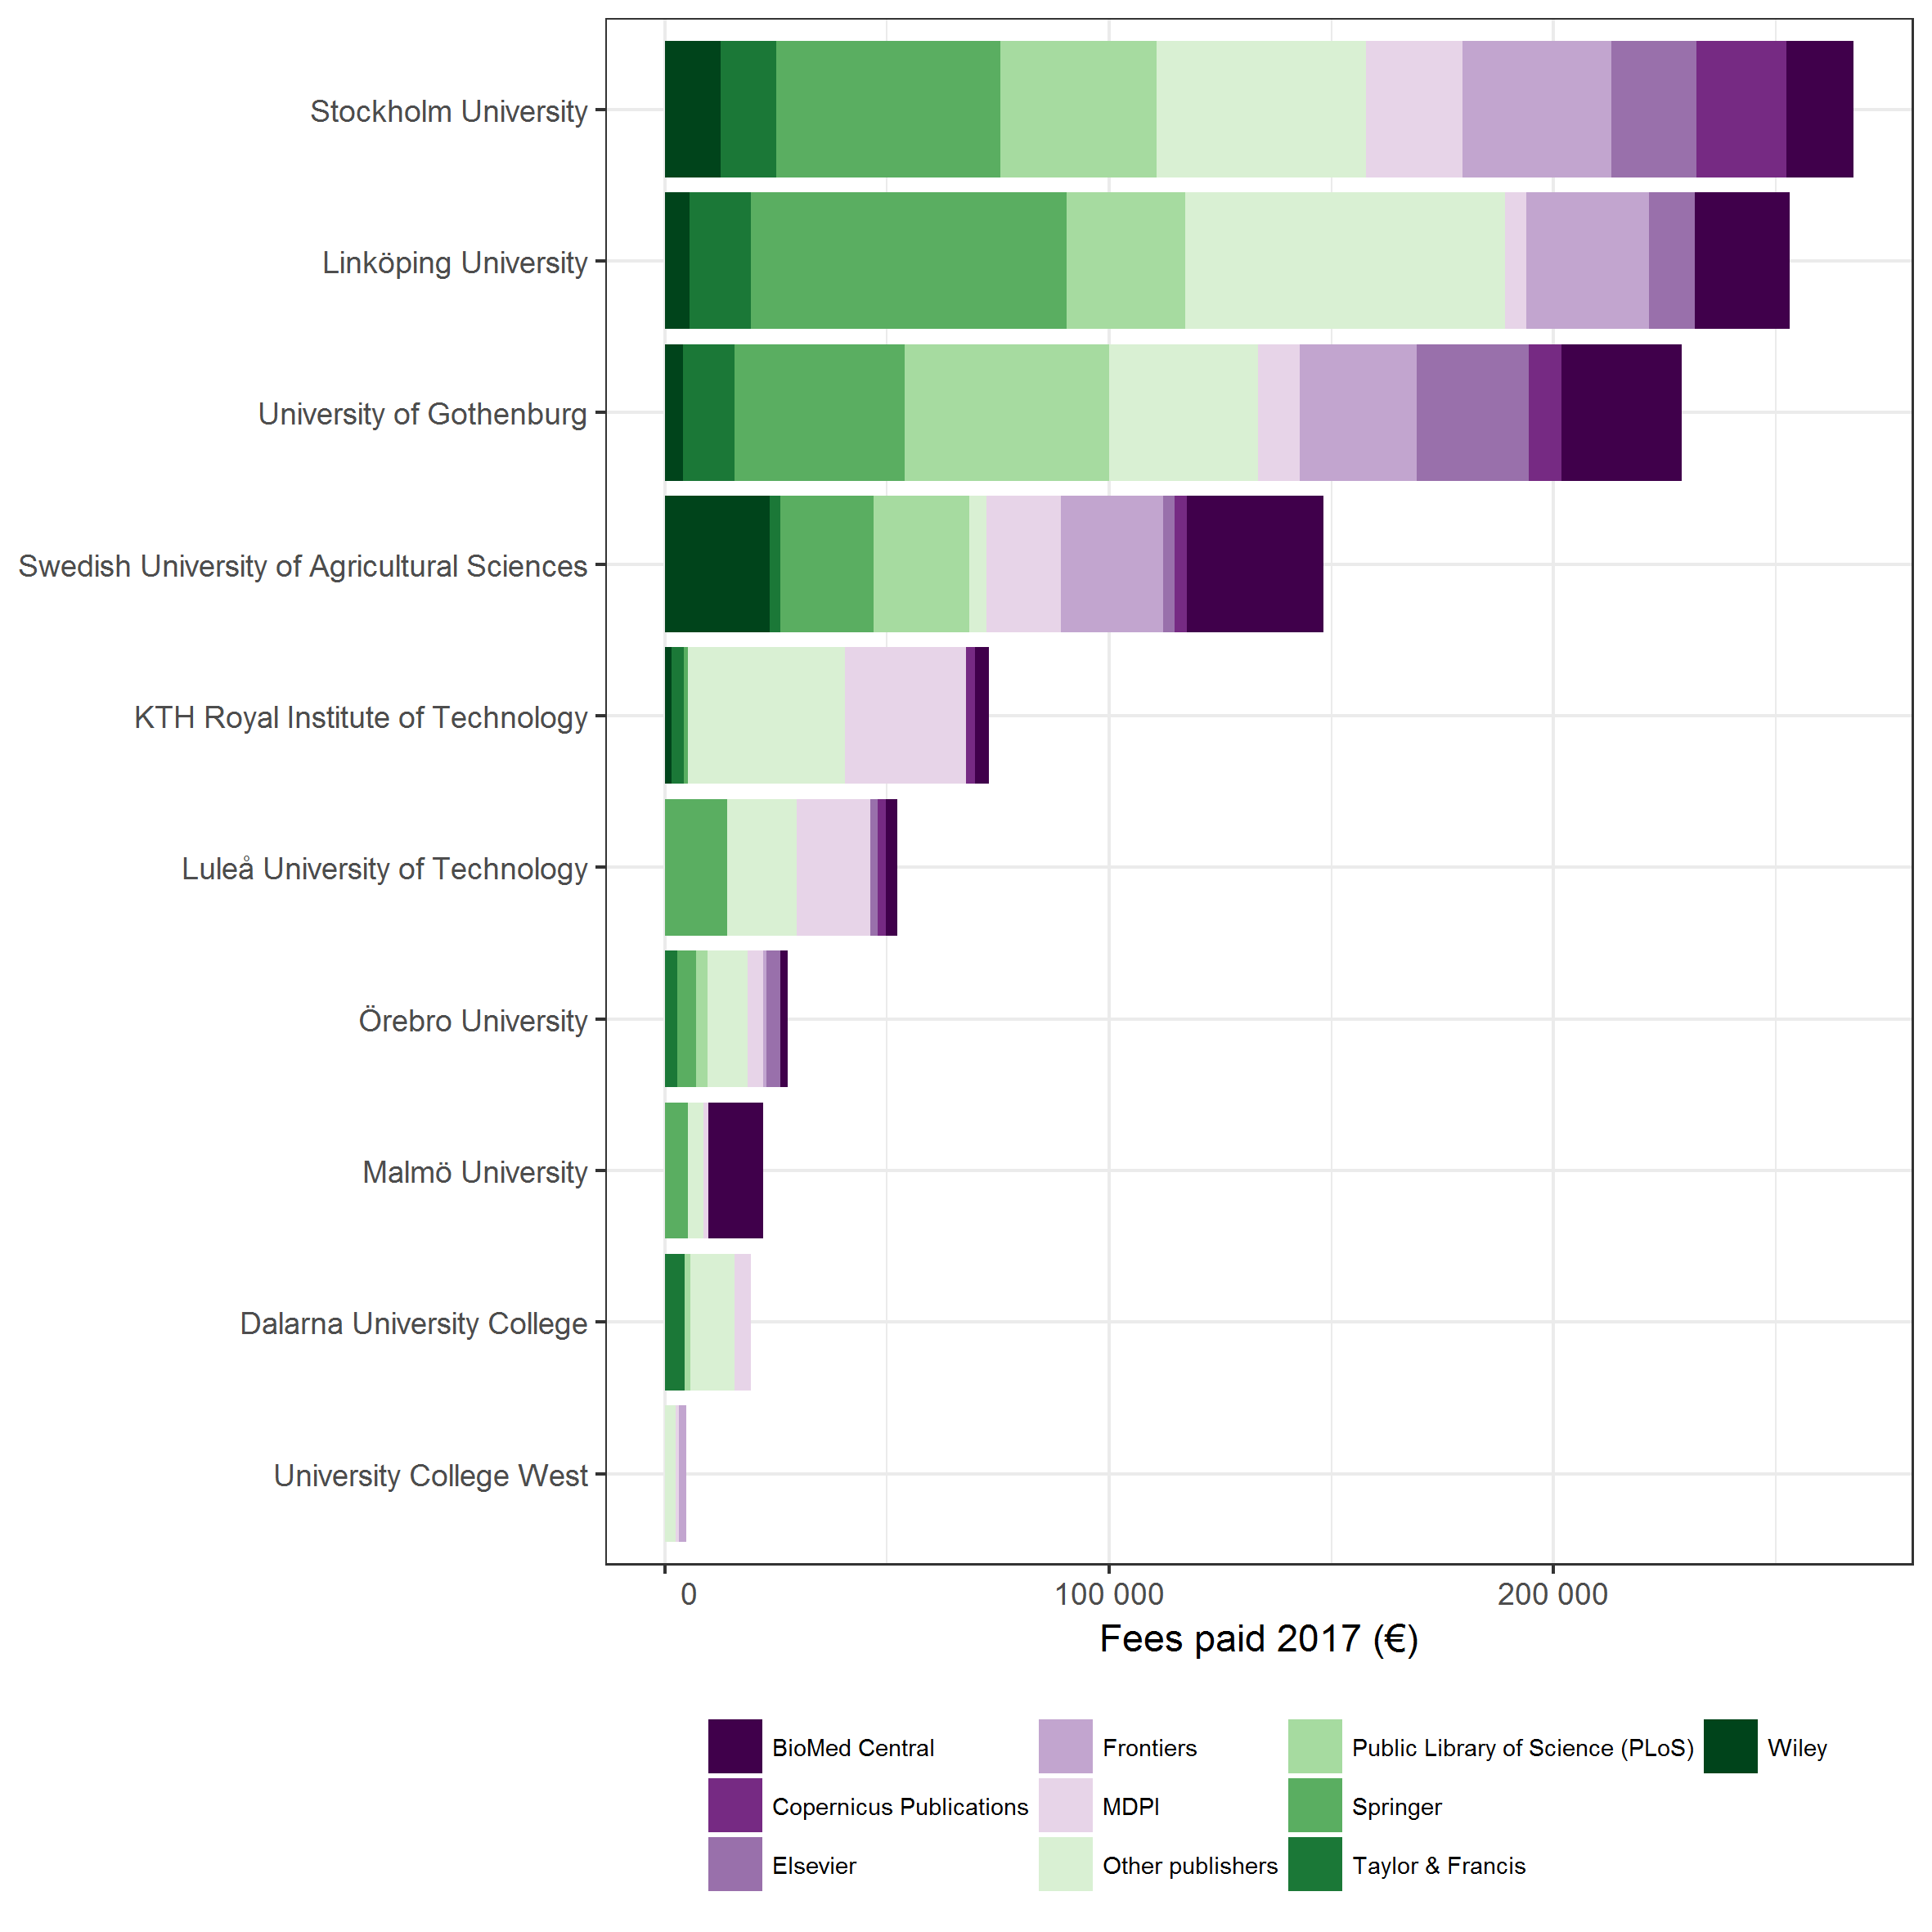 Stockholm University
Linköping University
University of Gothenburg
Swedish University of Agricultural Sciences
KTH Royal Institute of Technology
Luleå University of Technology
Örebro University
Malmö University
Dalarna University College
University College West
0 100 000 200 000
Fees paid 2017 (€)
BioMed Central Frontiers Public Library of Science (PLoS) Wiley
Copernicus Publications MDPI Springer
Elsevier Other publishers Taylor & Francis